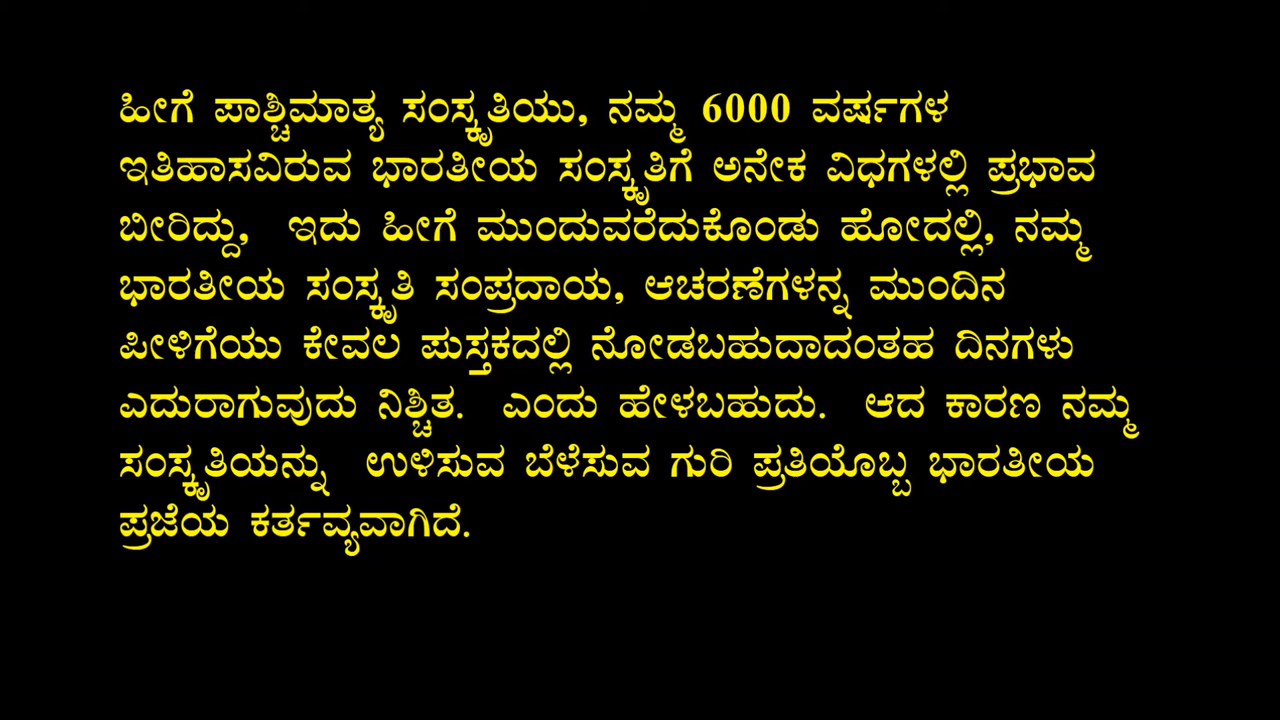 ಹೀಗೆ ಪಾಶ್ಚಿಮಾತ್ಯ ಸಂಸ್ಕೃತಿಯು, ನಮ್ಮ 6000 ವರ್ಷಗಳ
ಇತಿಹಾಸವಿರುವ ಭಾರತೀಯ ಸಂಸ್ಕೃತಿಗೆ ಅನೇಕ ವಿಧಗಳಲ್ಲಿ ಪ್ರಭಾವ
ಬೀರಿದ್ದು, ಇದು ಹೀಗೆ ಮುಂದುವರೆದುಕೊಂಡು ಹೋದಲ್ಲಿ, ನಮ್ಮ
ಭಾರತೀಯ ಸಂಸ್ಕೃತಿ ಸಂಪ್ರದಾಯ, ಆಚರಣೆಗಳನ್ನ ಮುಂದಿನ
ಪೀಳಿಗೆಯು ಕೇವಲ ಪುಸ್ತಕದಲ್ಲಿ ನೋಡಬಹುದಾದಂತಹ ದಿನಗಳು
ಎದುರಾಗುವುದು ನಿಶ್ಚಿತ. ಎಂದು ಹೇಳಬಹುದು. ಆದ ಕಾರಣ ನಮ್ಮ
ಸಂಸ್ಕೃತಿಯನ್ನು ಉಳಿಸುವ ಬೆಳೆಸುವ ಗುರಿ ಪ್ರತಿಯೊಬ್ಬ ಭಾರತೀಯ
ಪ್ರಜೆಯ ಕರ್ತವ್ಯವಾಗಿದೆ.